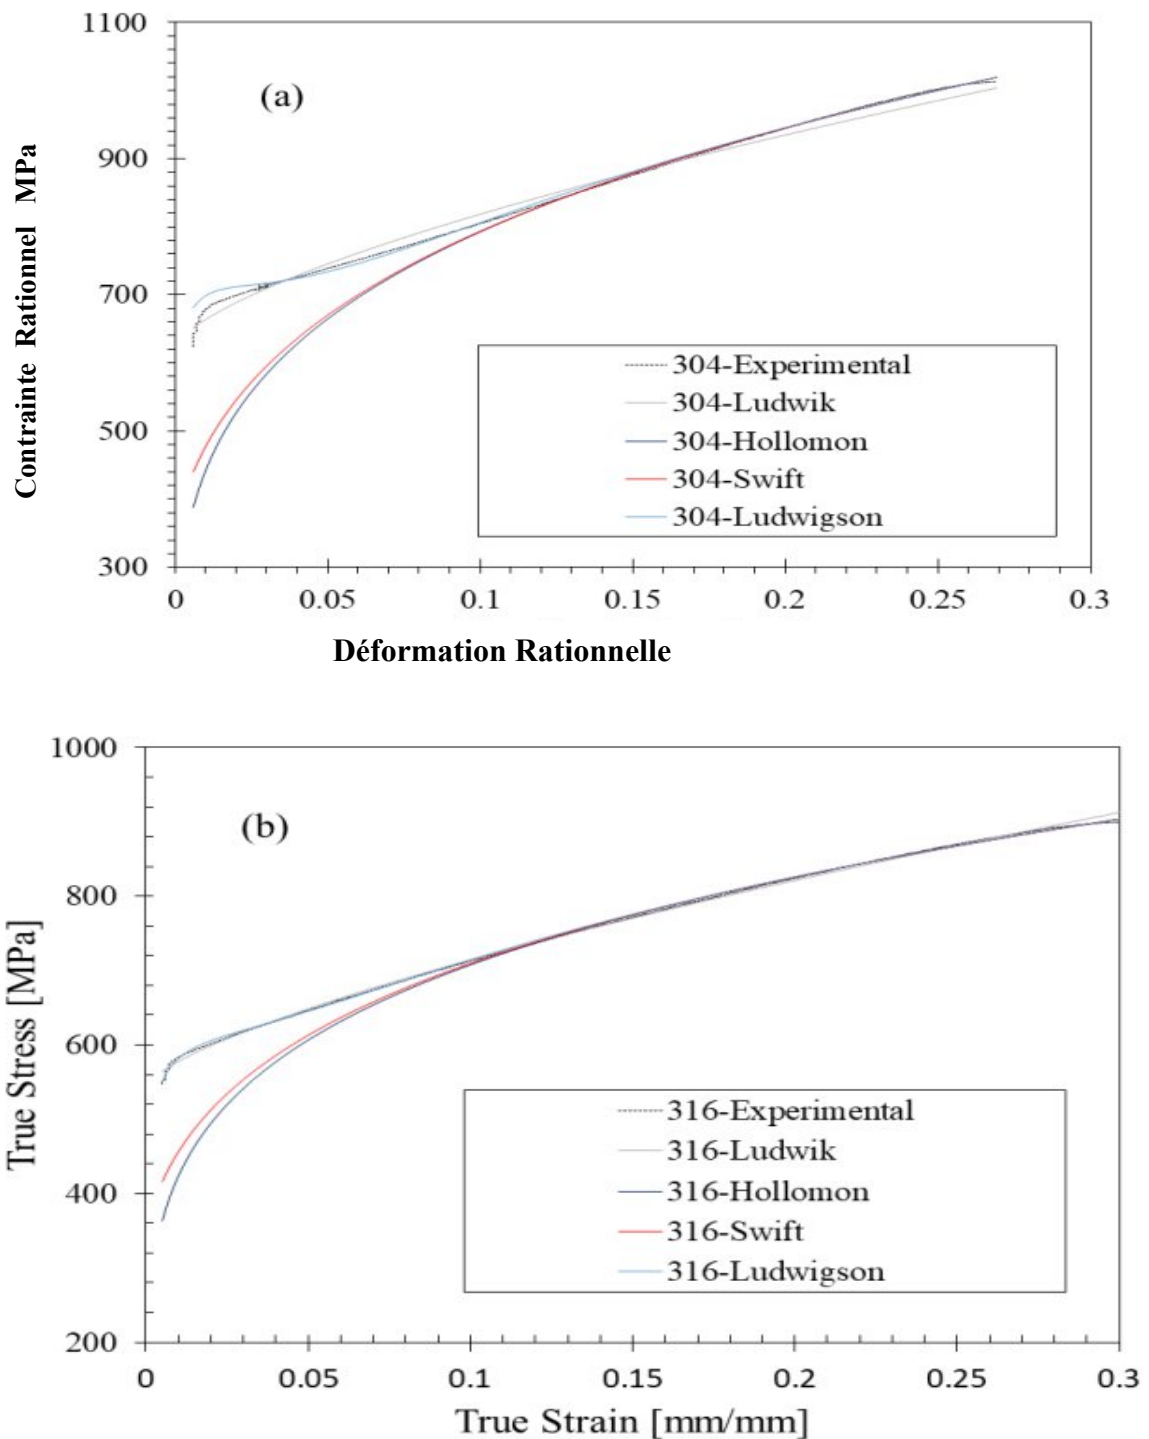 1100
(a)
900
Contrainte Rationnel MPa
700
304-Experimental
304-Ludwik
500
304-Hollomon
304-Swift
304-Ludwigson
300
0 0.05 0.1 0.15 0.2 0.25 0.3
Déformation Rationnelle
1000
(b)
800
True Stress [MPa]
600
316-Experimental
316-Ludwik
400
316-Hollomon
316-Swift
316-Ludwigson
200
0 0.05 0.1 0.15 0.2 0.25 0.3
True Strain [mm/mm]